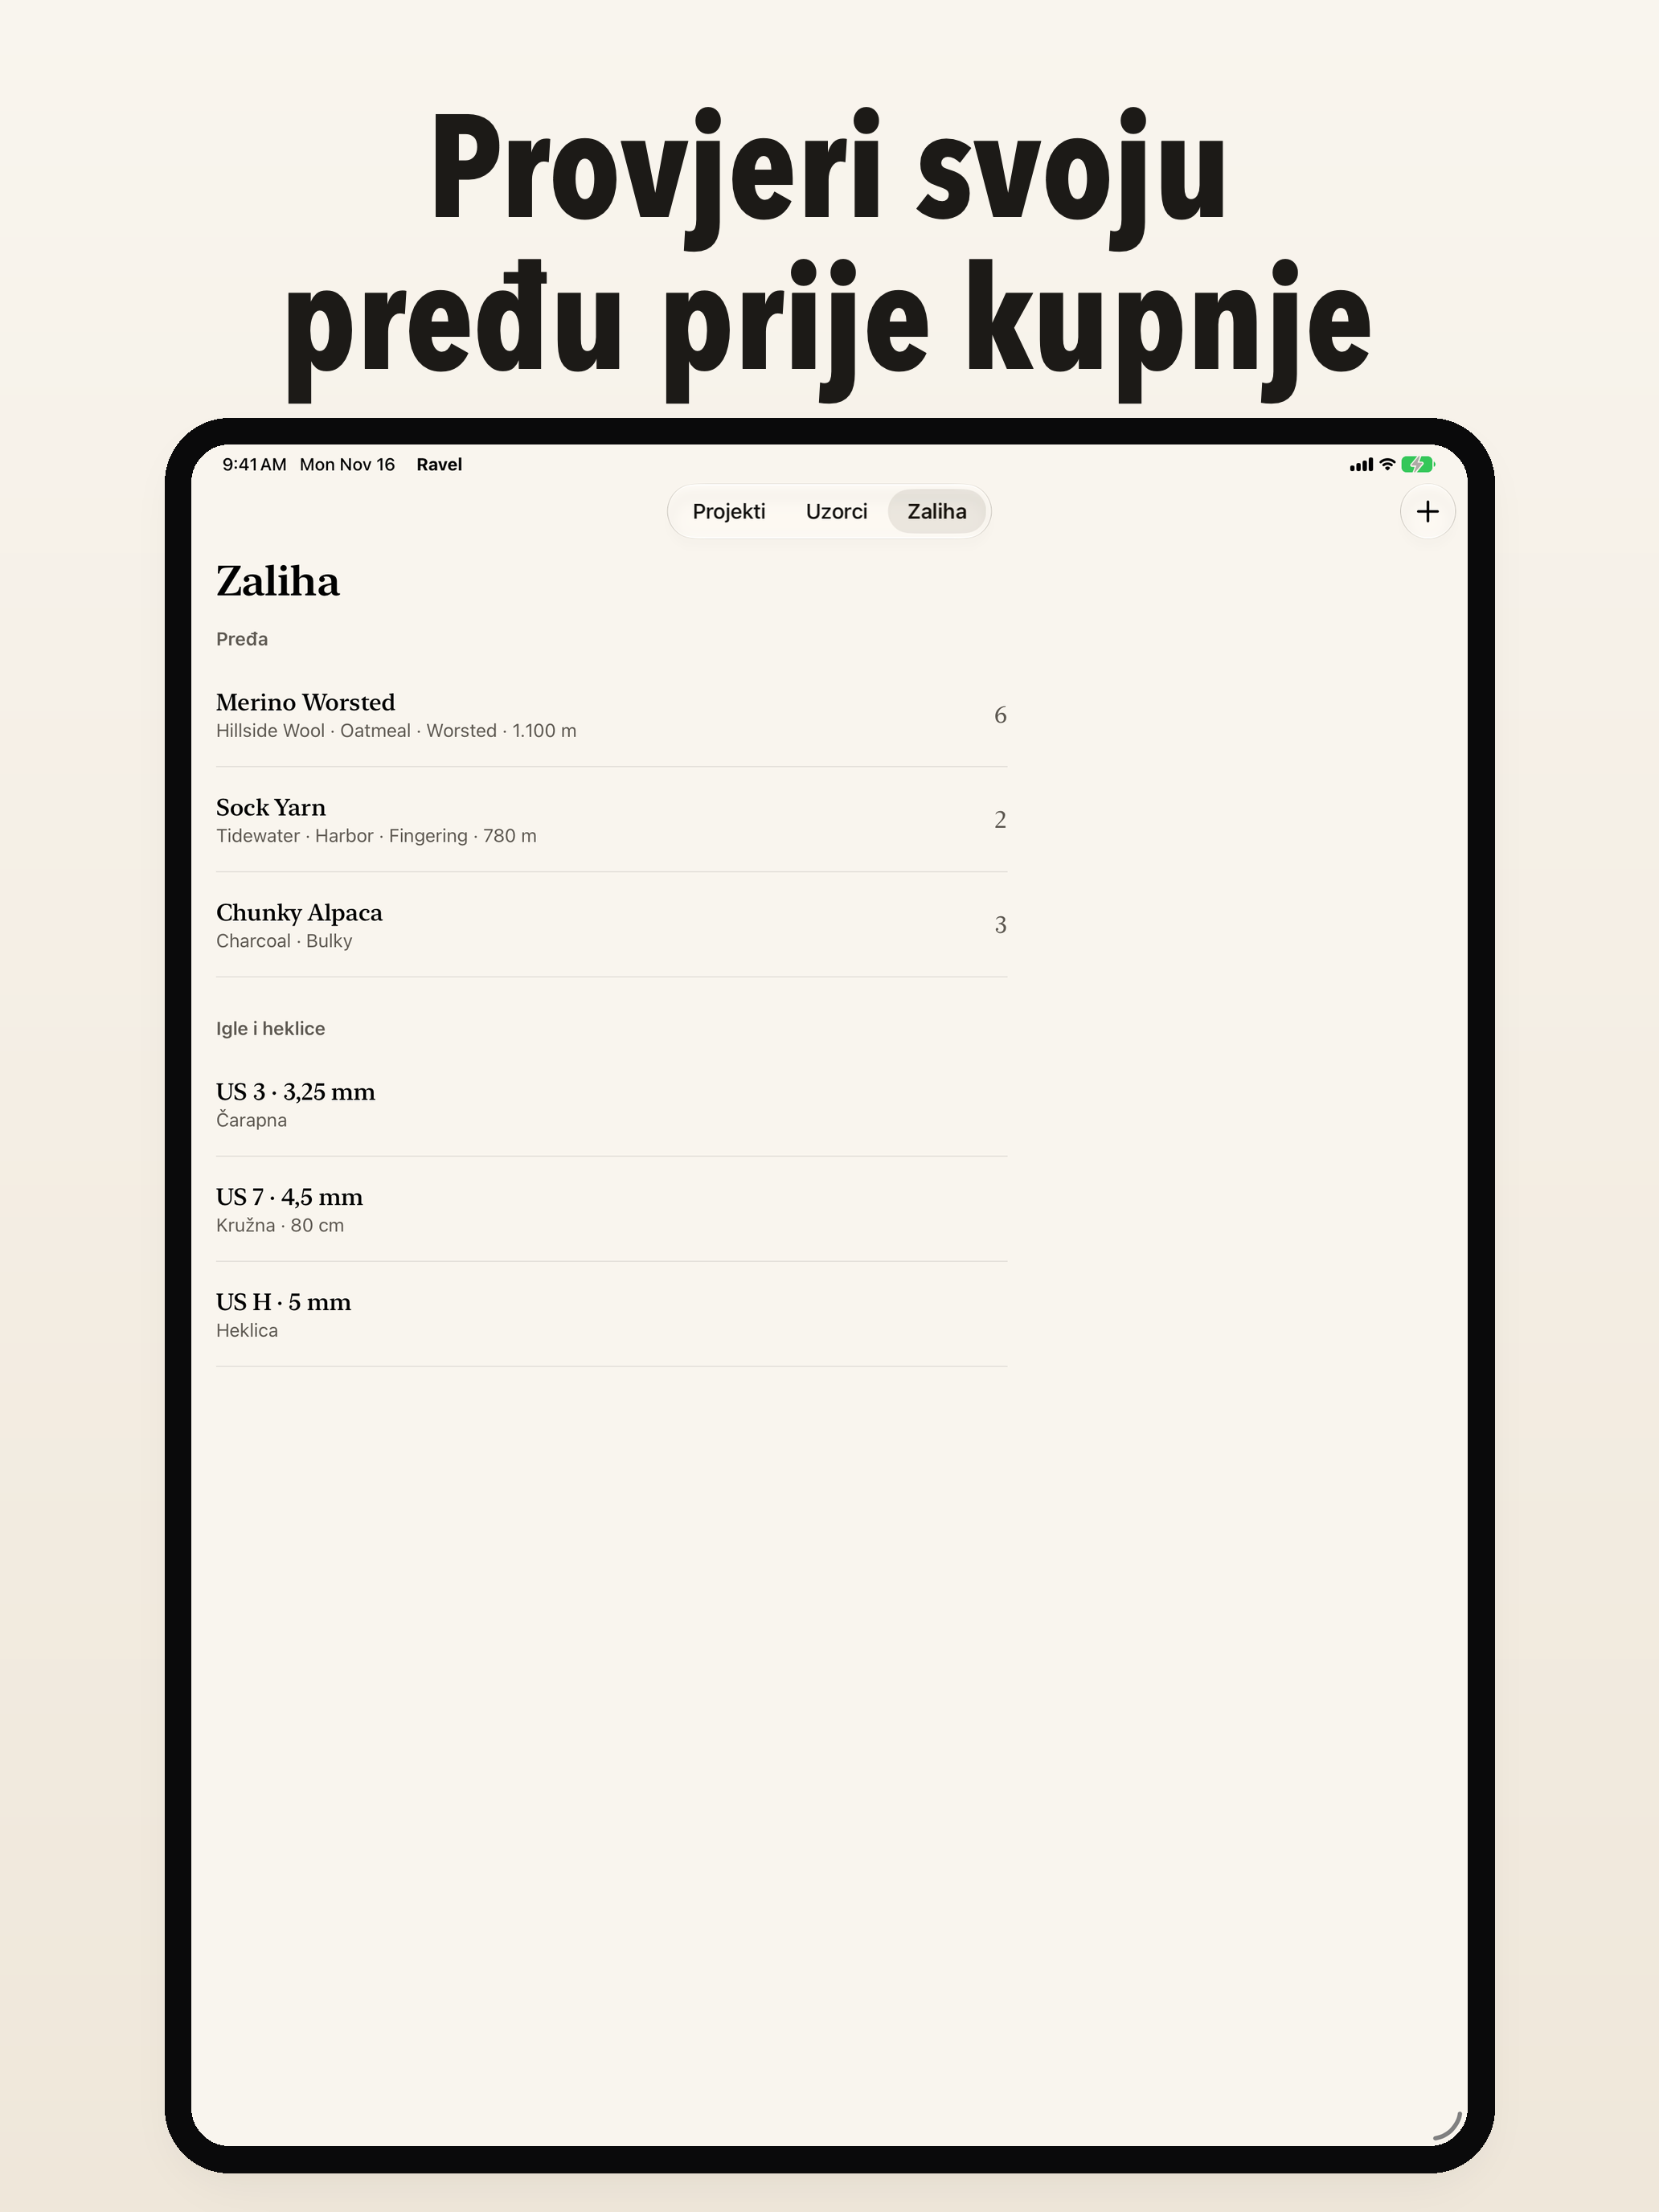 Provjeri svoju
pređu prije kupnje
9:41 AM Mon Nov 16 Ravel
Projekti Uzorci Zaliha
Zaliha
Pređa
Merino Worsted
Hillside Wool · Oatmeal · Worsted · 1.100 m
6
Sock Yarn
Tidewater · Harbor · Fingering · 780 m
2
Chunky Alpaca
Charcoal · Bulky
3
Igle i heklice
US 3 · 3,25 mm
Čarapna
US 7 · 4,5 mm
Kružna · 80 cm
US H · 5 mm
Heklica